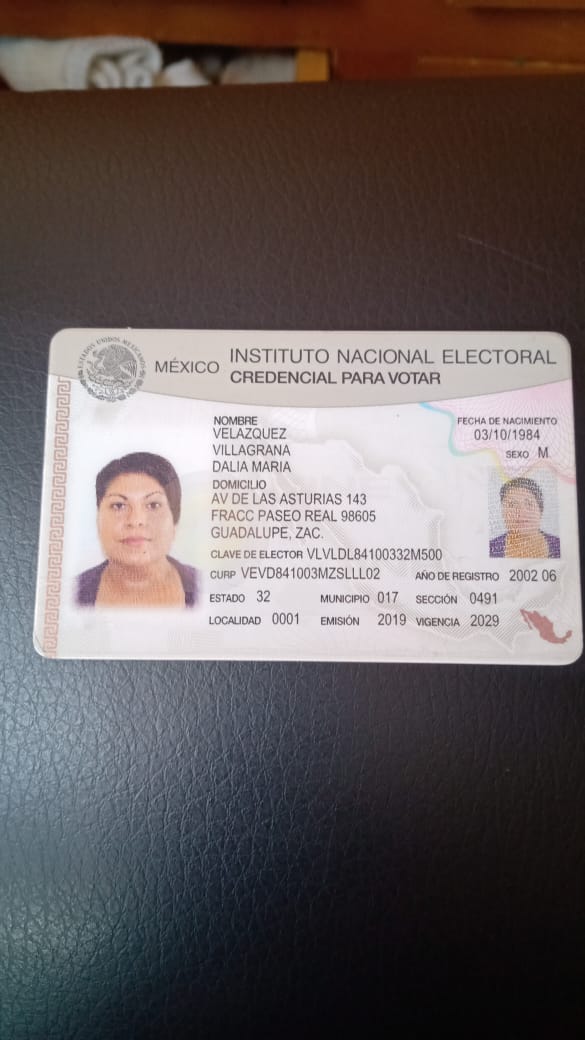 ESTADOS UNIDOS MEXICANOS
MÉXICO
INSTITUTO NACIONAL ELECTORAL
CREDENCIAL PARA VOTAR
NOMBRE
VELAZQUEZ
VILLAGRANA
DALIA MARIA
FECHA DE NACIMIENTO
03/10/1984
SEXO M
DOMICILIO
AV DE LAS ASTURIAS 143
FRACC PASEO REAL 98605
GUADALUPE, ZAC.
CLAVE DE ELECTOR VLVLDL84100332M500
CURP VEVD841003MZSLLL02 AÑO DE REGISTRO 2002 06
ESTADO 32 MUNICIPIO 017 SECCIÓN 0491
LOCALIDAD 0001 EMISIÓN 2019 VIGENCIA 2029